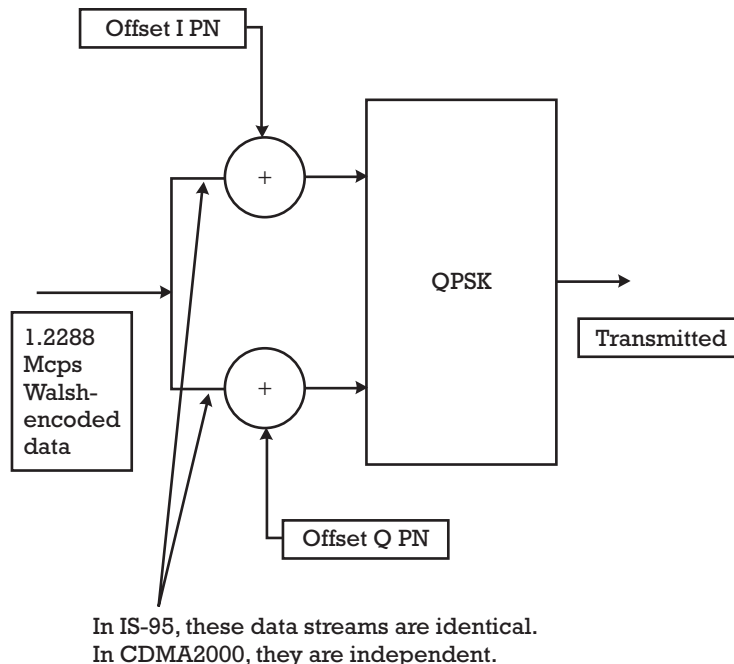 Offset I PN
+
QPSK
1.2288
Mcps
Walsh-
encoded
data
Transmitted
+
Offset Q PN
In IS-95, these data streams are identical.
In CDMA2000, they are independent.